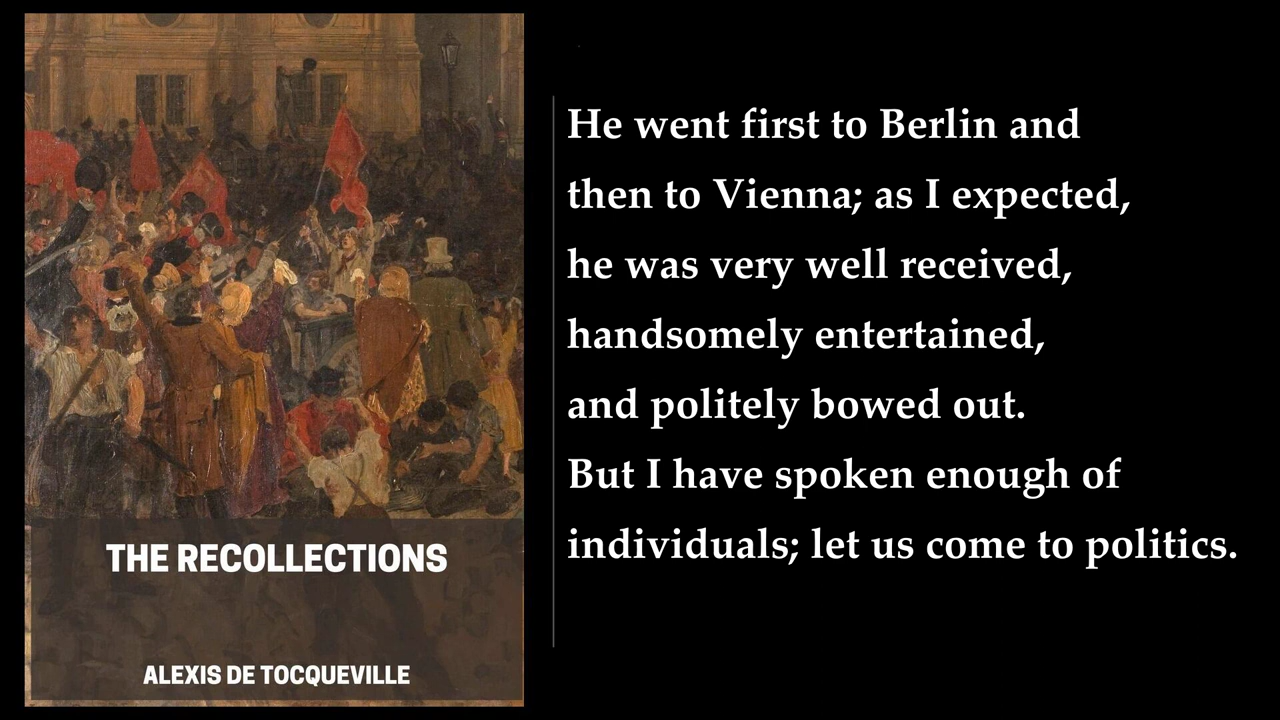 THE RECOLLECTIONS
ALEXIS DE TOCQUEVILLE
He went first to Berlin and
then to Vienna; as I expected,
he was very well received,
handsomely entertained,
and politely bowed out.
But I have spoken enough of
individuals; let us come to politics.